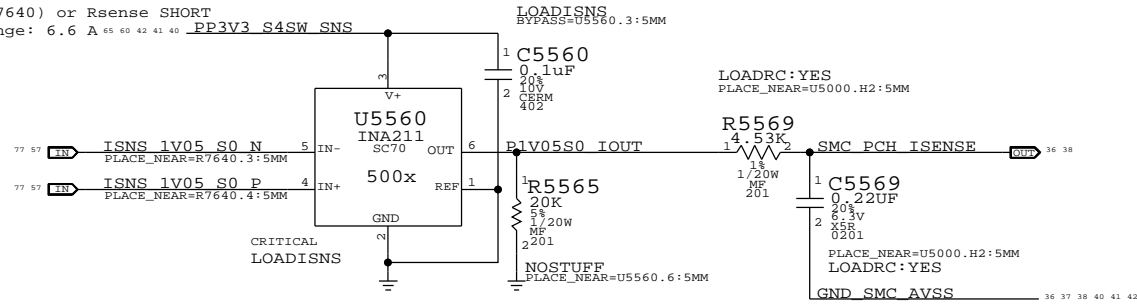 7640) or Rsense SHORT
nge: 6.6 A 65 60 42 41 40 PP3V3_S4SW_SNS
LOADISNS
BYPASS=U5560.3:5MM
1 C5560
0.1uF
20%
10V
2 CERM
402
3
V+
U5560
INA211
SC70
500x
77 57 IN ISNS_1V05_S0_N 5 IN-
PLACE_NEAR=R7640.3:5MM
77 57 IN ISNS_1V05_S0_P 4 IN+
PLACE_NEAR=R7640.4:5MM
OUT 6 P1V05S0_IOUT
REF 1
GND
2
CRITICAL
LOADISNS
1 R5565
20K
5%
1/20W
MF
2 201
NOSTUFF
PLACE_NEAR=U5560.6:5MM
LOADRC:YES
PLACE_NEAR=U5000.H2:5MM
R5569
1 4.53K 2
1%
1/20W
MF
201
SMC_PCH_ISENSE OUT 36 38
1 C5569
0.22UF
20%
2 6.3V
X5R
0201
PLACE_NEAR=U5000.H2:5MM
LOADRC:YES
GND_SMC_AVSS 36 37 38 40 41 42